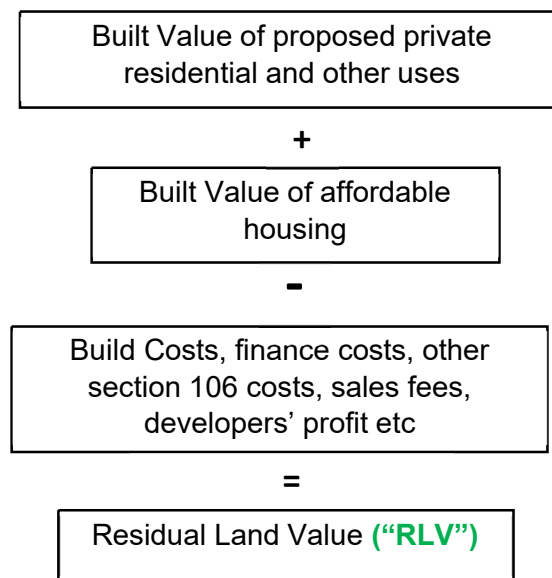 Built Value of proposed private
residential and other uses
+
Built Value of affordable
housing
-
Build Costs, finance costs, other
section 106 costs, sales fees,
developers’ profit etc
=
Residual Land Value (“RLV”)